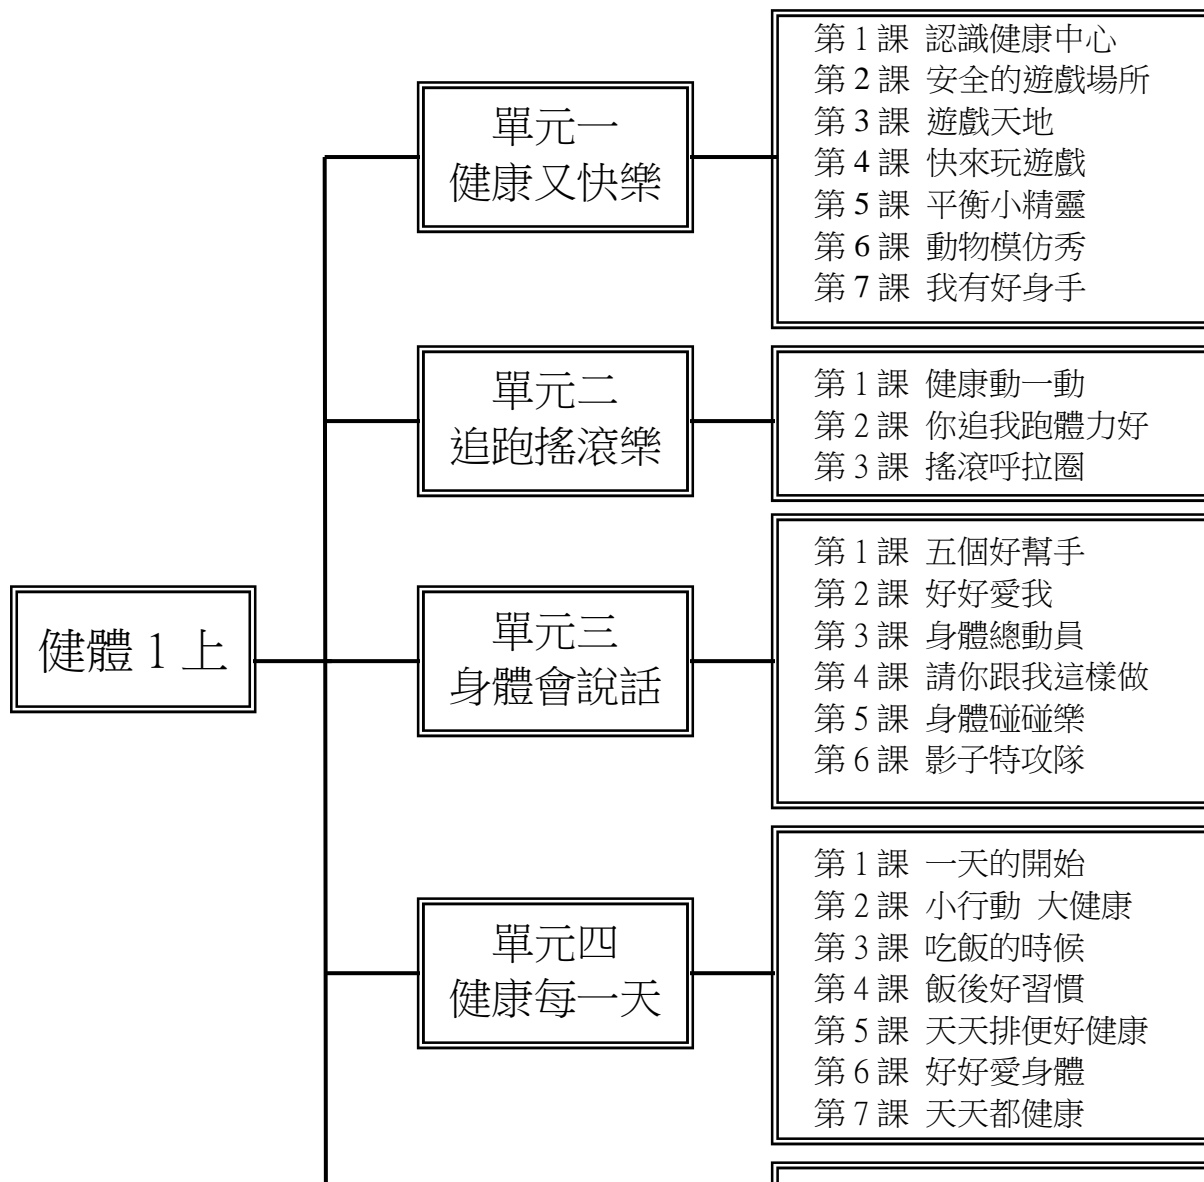 健體 1 上
單元一
健康又快樂
第 1 課 認識健康中心
第 2 課 安全的遊戲場所
第 3 課 遊戲天地
第 4 課 快來玩遊戲
第 5 課 平衡小精靈
第 6 課 動物模仿秀
第 7 課 我有好身手
單元二
追跑搖滾樂
第 1 課 健康動一動
第 2 課 你追我跑體力好
第 3 課 搖滾呼拉圈
單元三
身體會說話
第 1 課 五個好幫手
第 2 課 好好愛我
第 3 課 身體總動員
第 4 課 請你跟我這樣做
第 5 課 身體碰碰樂
第 6 課 影子特攻隊
單元四
健康每一天
第 1 課 一天的開始
第 2 課 小行動 大健康
第 3 課 吃飯的時候
第 4 課 飯後好習慣
第 5 課 天天排便好健康
第 6 課 好好愛身體
第 7 課 天天都健康